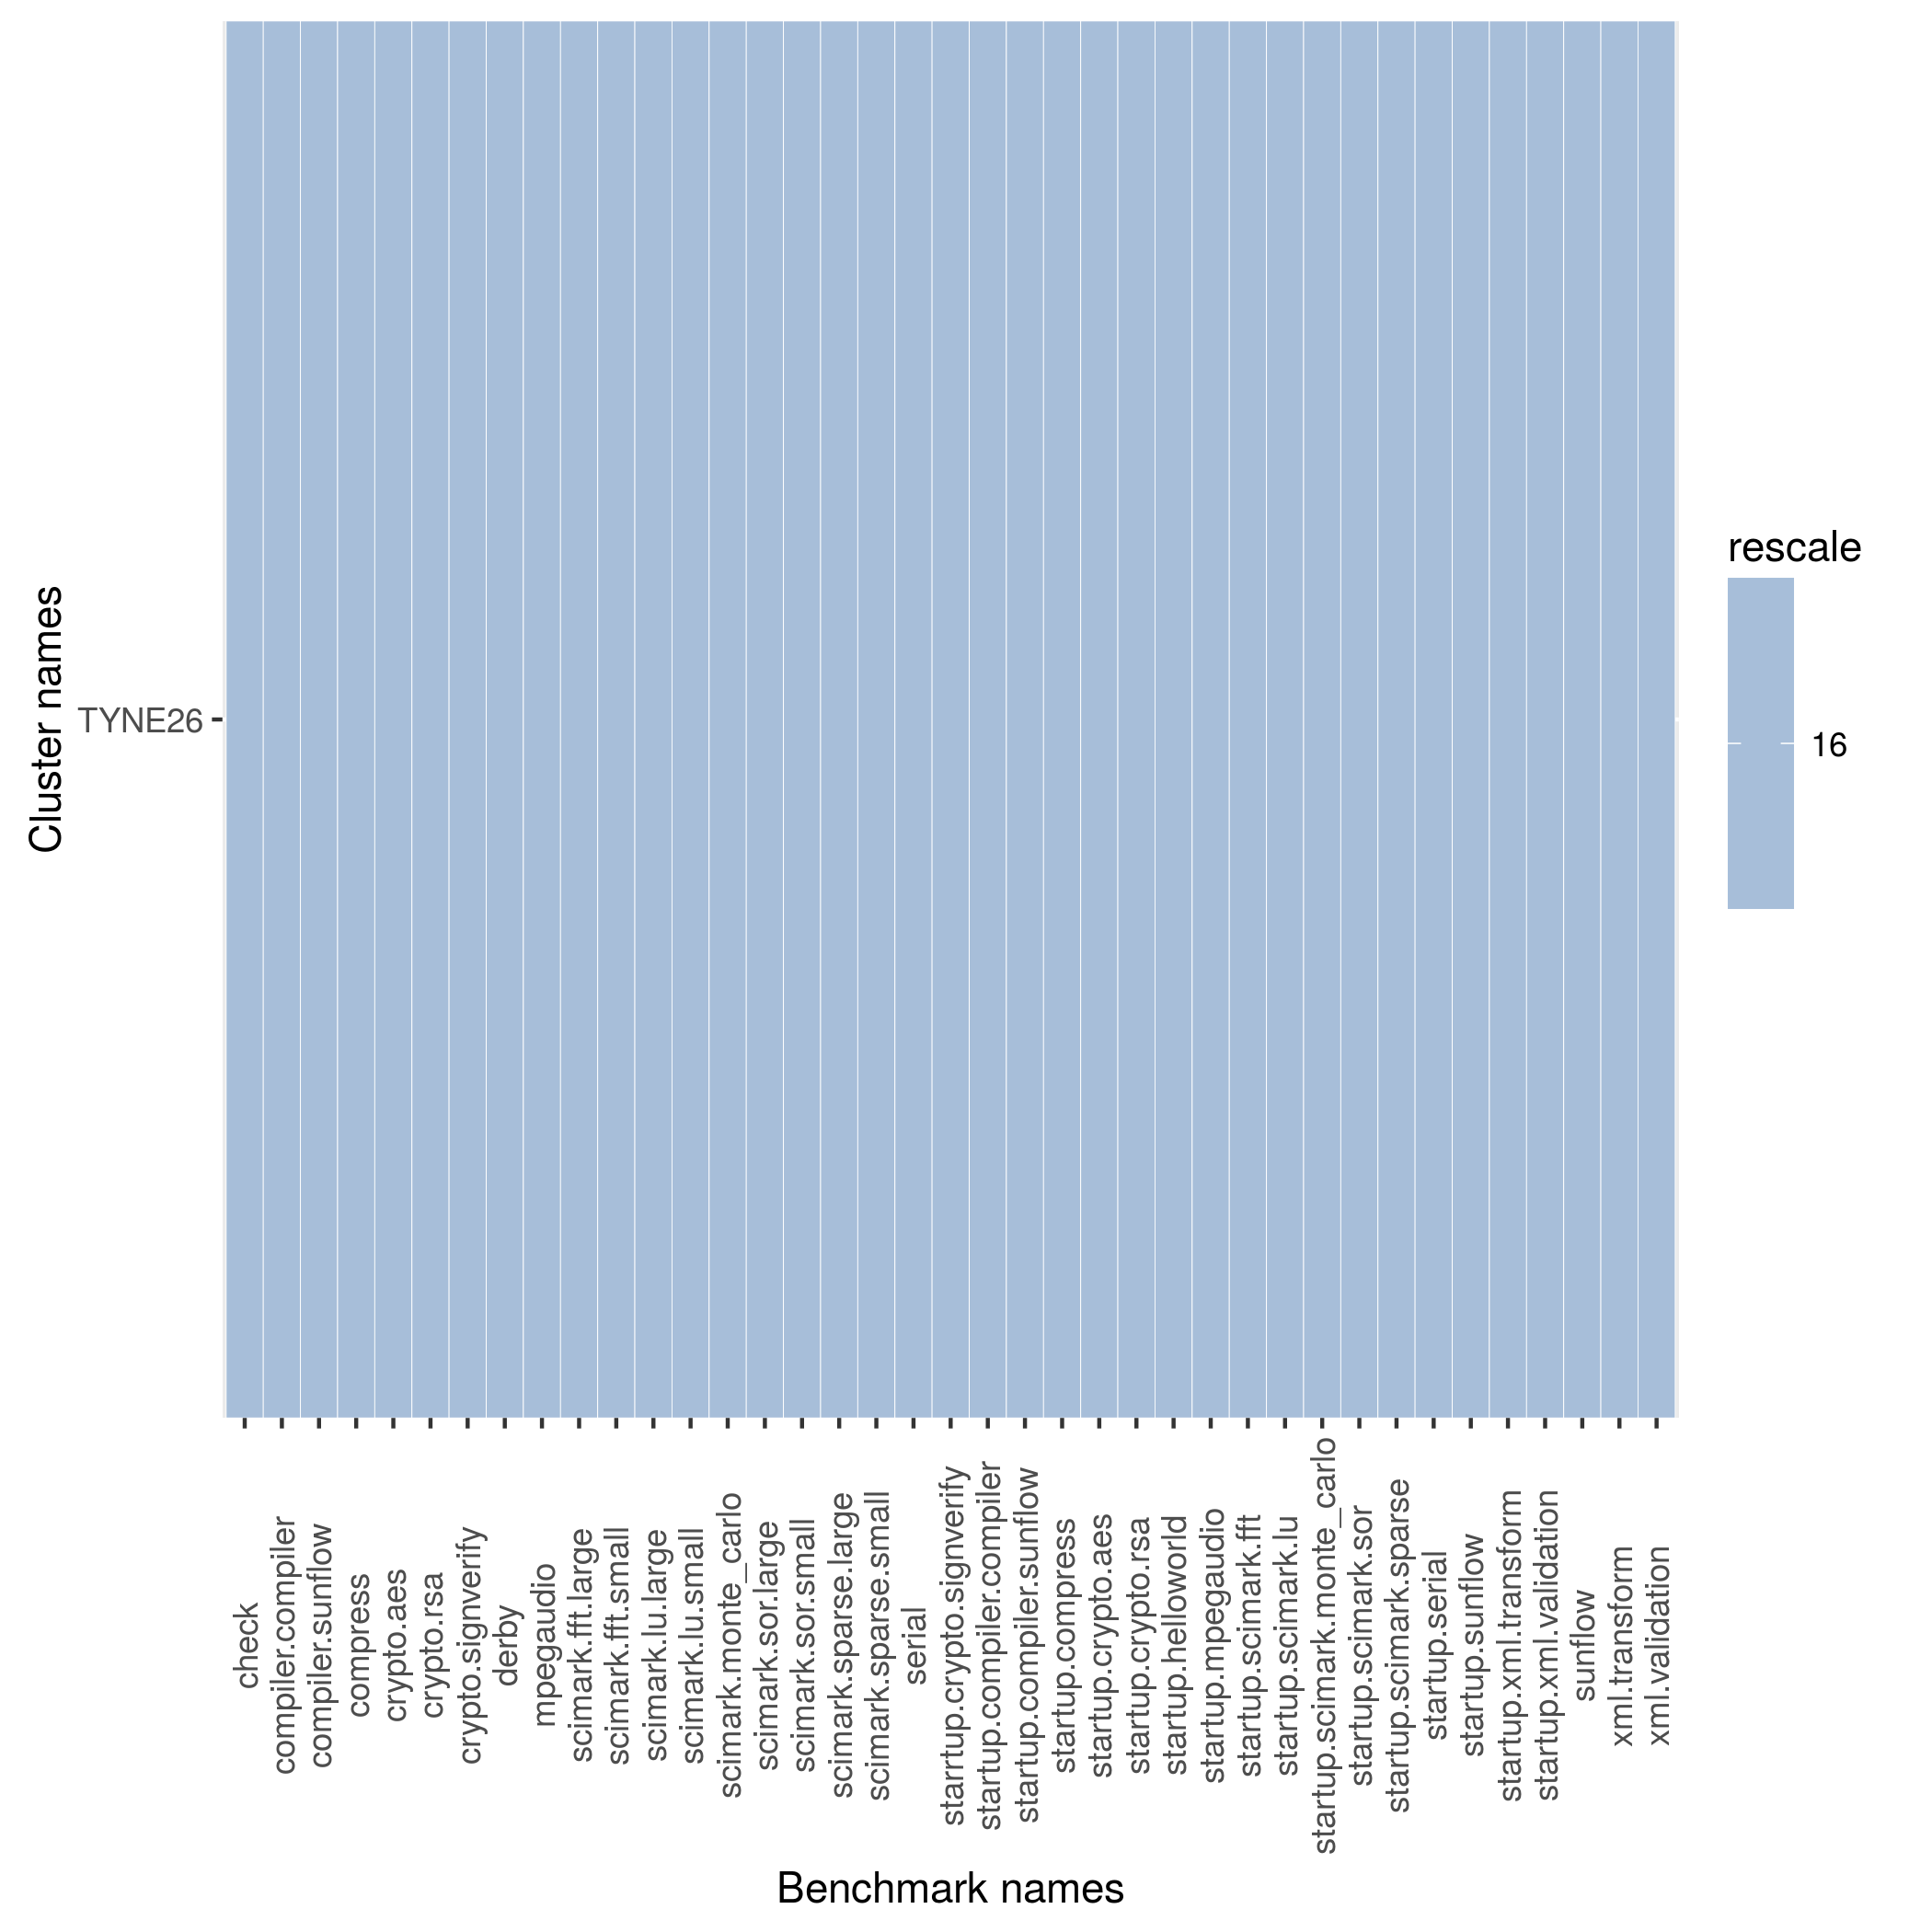 Cluster names
TYNE26
rescale
16
check
compiler.compiler
compiler.sunflow
compress
crypto.aes
crypto.rsa
crypto.signverify
derby
mpegaudio
scimark.fft.large
scimark.fft.small
scimark.lu.large
scimark.lu.small
scimark.monte_carlo
scimark.sor.large
scimark.sor.small
scimark.sparse.large
scimark.sparse.small
serial
starrtup.crypto.signverify
startup.compiler.compiler
startup.compiler.sunflow
startup.compress
startup.crypto.aes
startup.crypto.rsa
startup.helloworld
startup.mpegaudio
startup.scimark.fft
startup.scimark.lu
startup.scimark.monte_carlo
startup.scimark.sor
startup.scimark.sparse
startup.serial
startup.sunflow
startup.xml.transform
startup.xml.validation
sunflow
xml.transform
xml.validation
Benchmark names